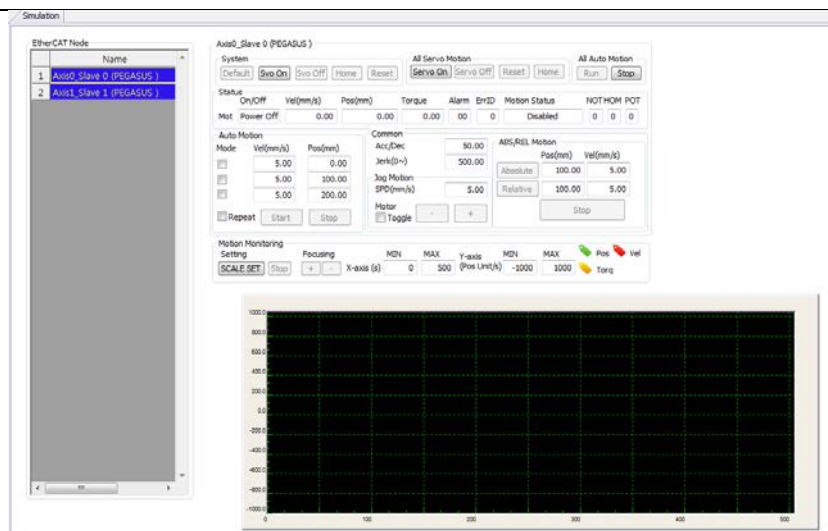 Simulation
EtherCAT Node
Name
1 Axis0_Slave 0 (PEGASUS )
2 Axis1_Slave 1 (PEGASUS )
Axis0_Slave 0 (PEGASUS )
System
Default Svo On Svo Off Home Reset
All Servo Motion
Servo On Servo Off Reset Home
All Auto Motion
Run Stop
Status
On/Off Vel(mm/s) Pos(mm) Torque Alarm ErrID Motion Status NOT HOM POT
Mot Power Off 0.00 0.00 0.00 00 0 Disabled 0 0 0
Auto Motion
Mode Vel(mm/s) Pos(mm)
5.00 0.00
5.00 100.00
5.00 200.00
Repeat Start Stop
Common
Acc/Dec 50.00
Jerk(0~) 500.00
Jog Motion
SPD(mm/s) 5.00
Motor
Toggle - +
ABS/REL Motion
Pos(mm) Vel(mm/s)
Absolute 100.00 5.00
Relative 100.00 5.00
Stop
Motion Monitoring
Setting Focusing MIN MAX Y-axis MIN MAX Pos Vel
SCALE SET Stop + - X-axis (s) 0 500 (Pos Unit/s) -1000 1000 Torq
1000.0
800.0
600.0
400.0
200.0
0.0
-200.0
-400.0
-600.0
-800.0
-1000.0
0 100 200 300 400 500